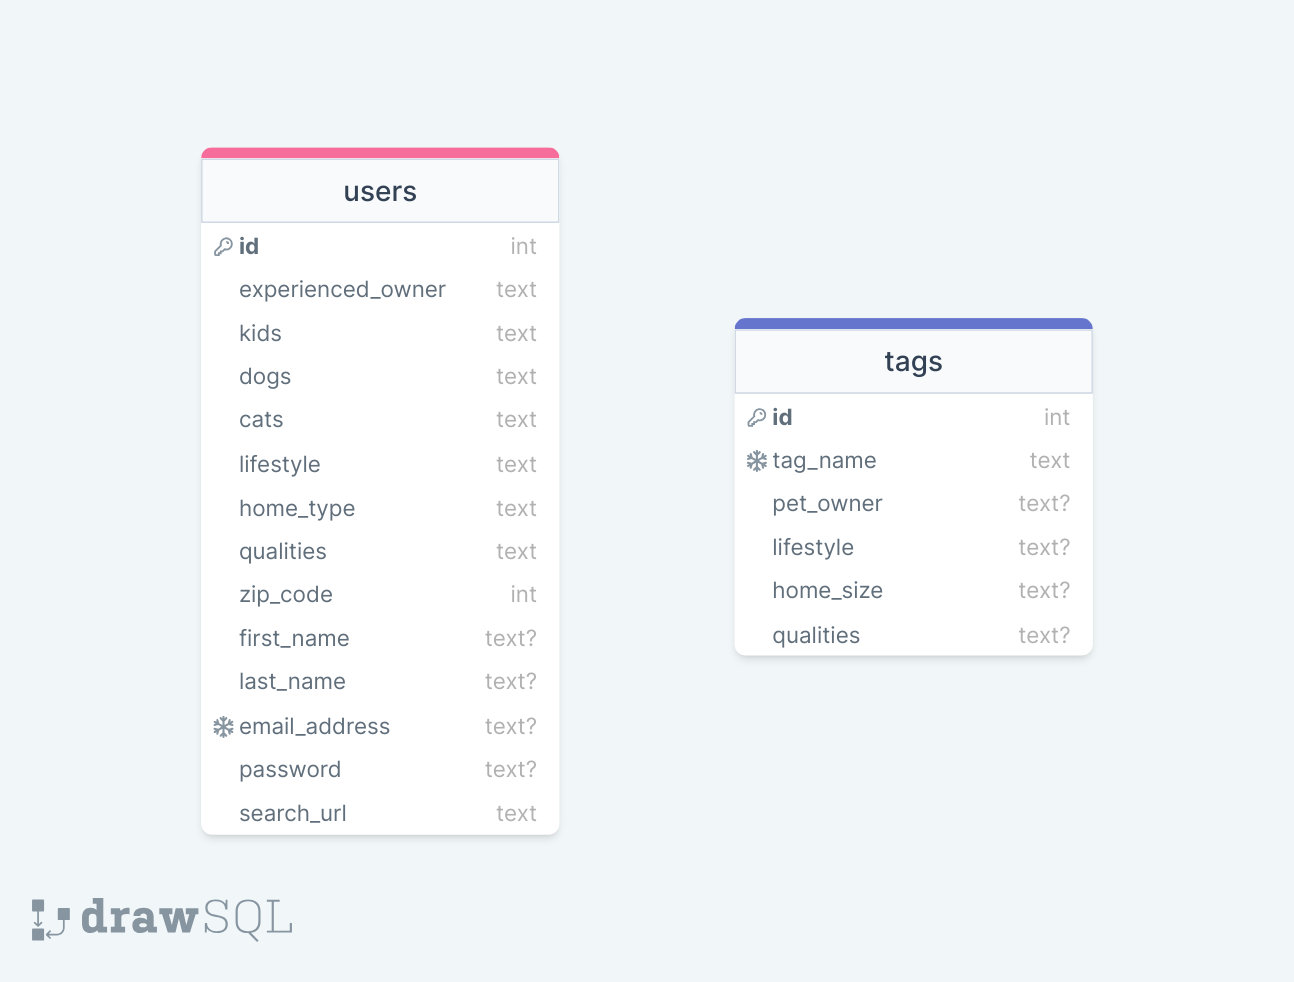 users
id int
experienced_owner text
kids text
dogs text
cats text
lifestyle text
home_type text
qualities text
zip_code int
first_name text?
last_name text?
email_address text?
password text?
search_url text
tags
id int
tag_name text
pet_owner text?
lifestyle text?
home_size text?
qualities text?
drawSQL